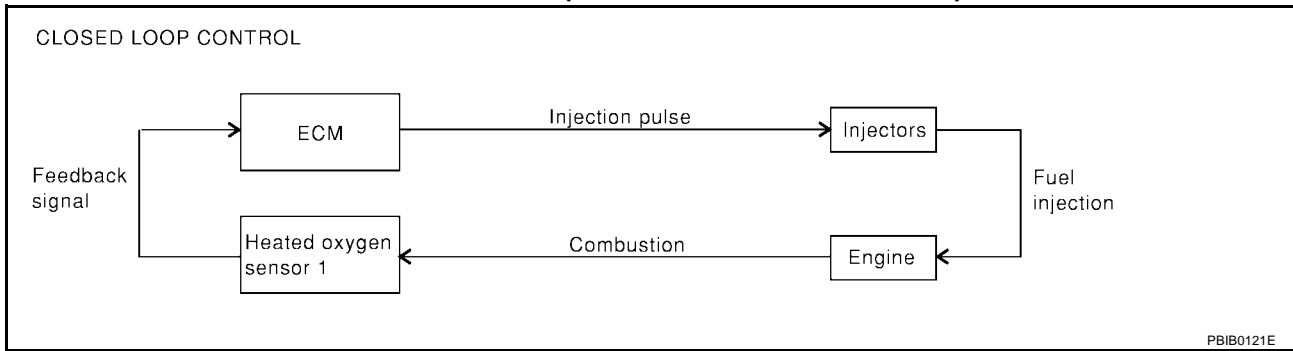 CLOSED LOOP CONTROL
ECM
Injection pulse
Injectors
Feedback
signal
Fuel
injection
Heated oxygen
sensor 1
Combustion
Engine
PBIB0121E